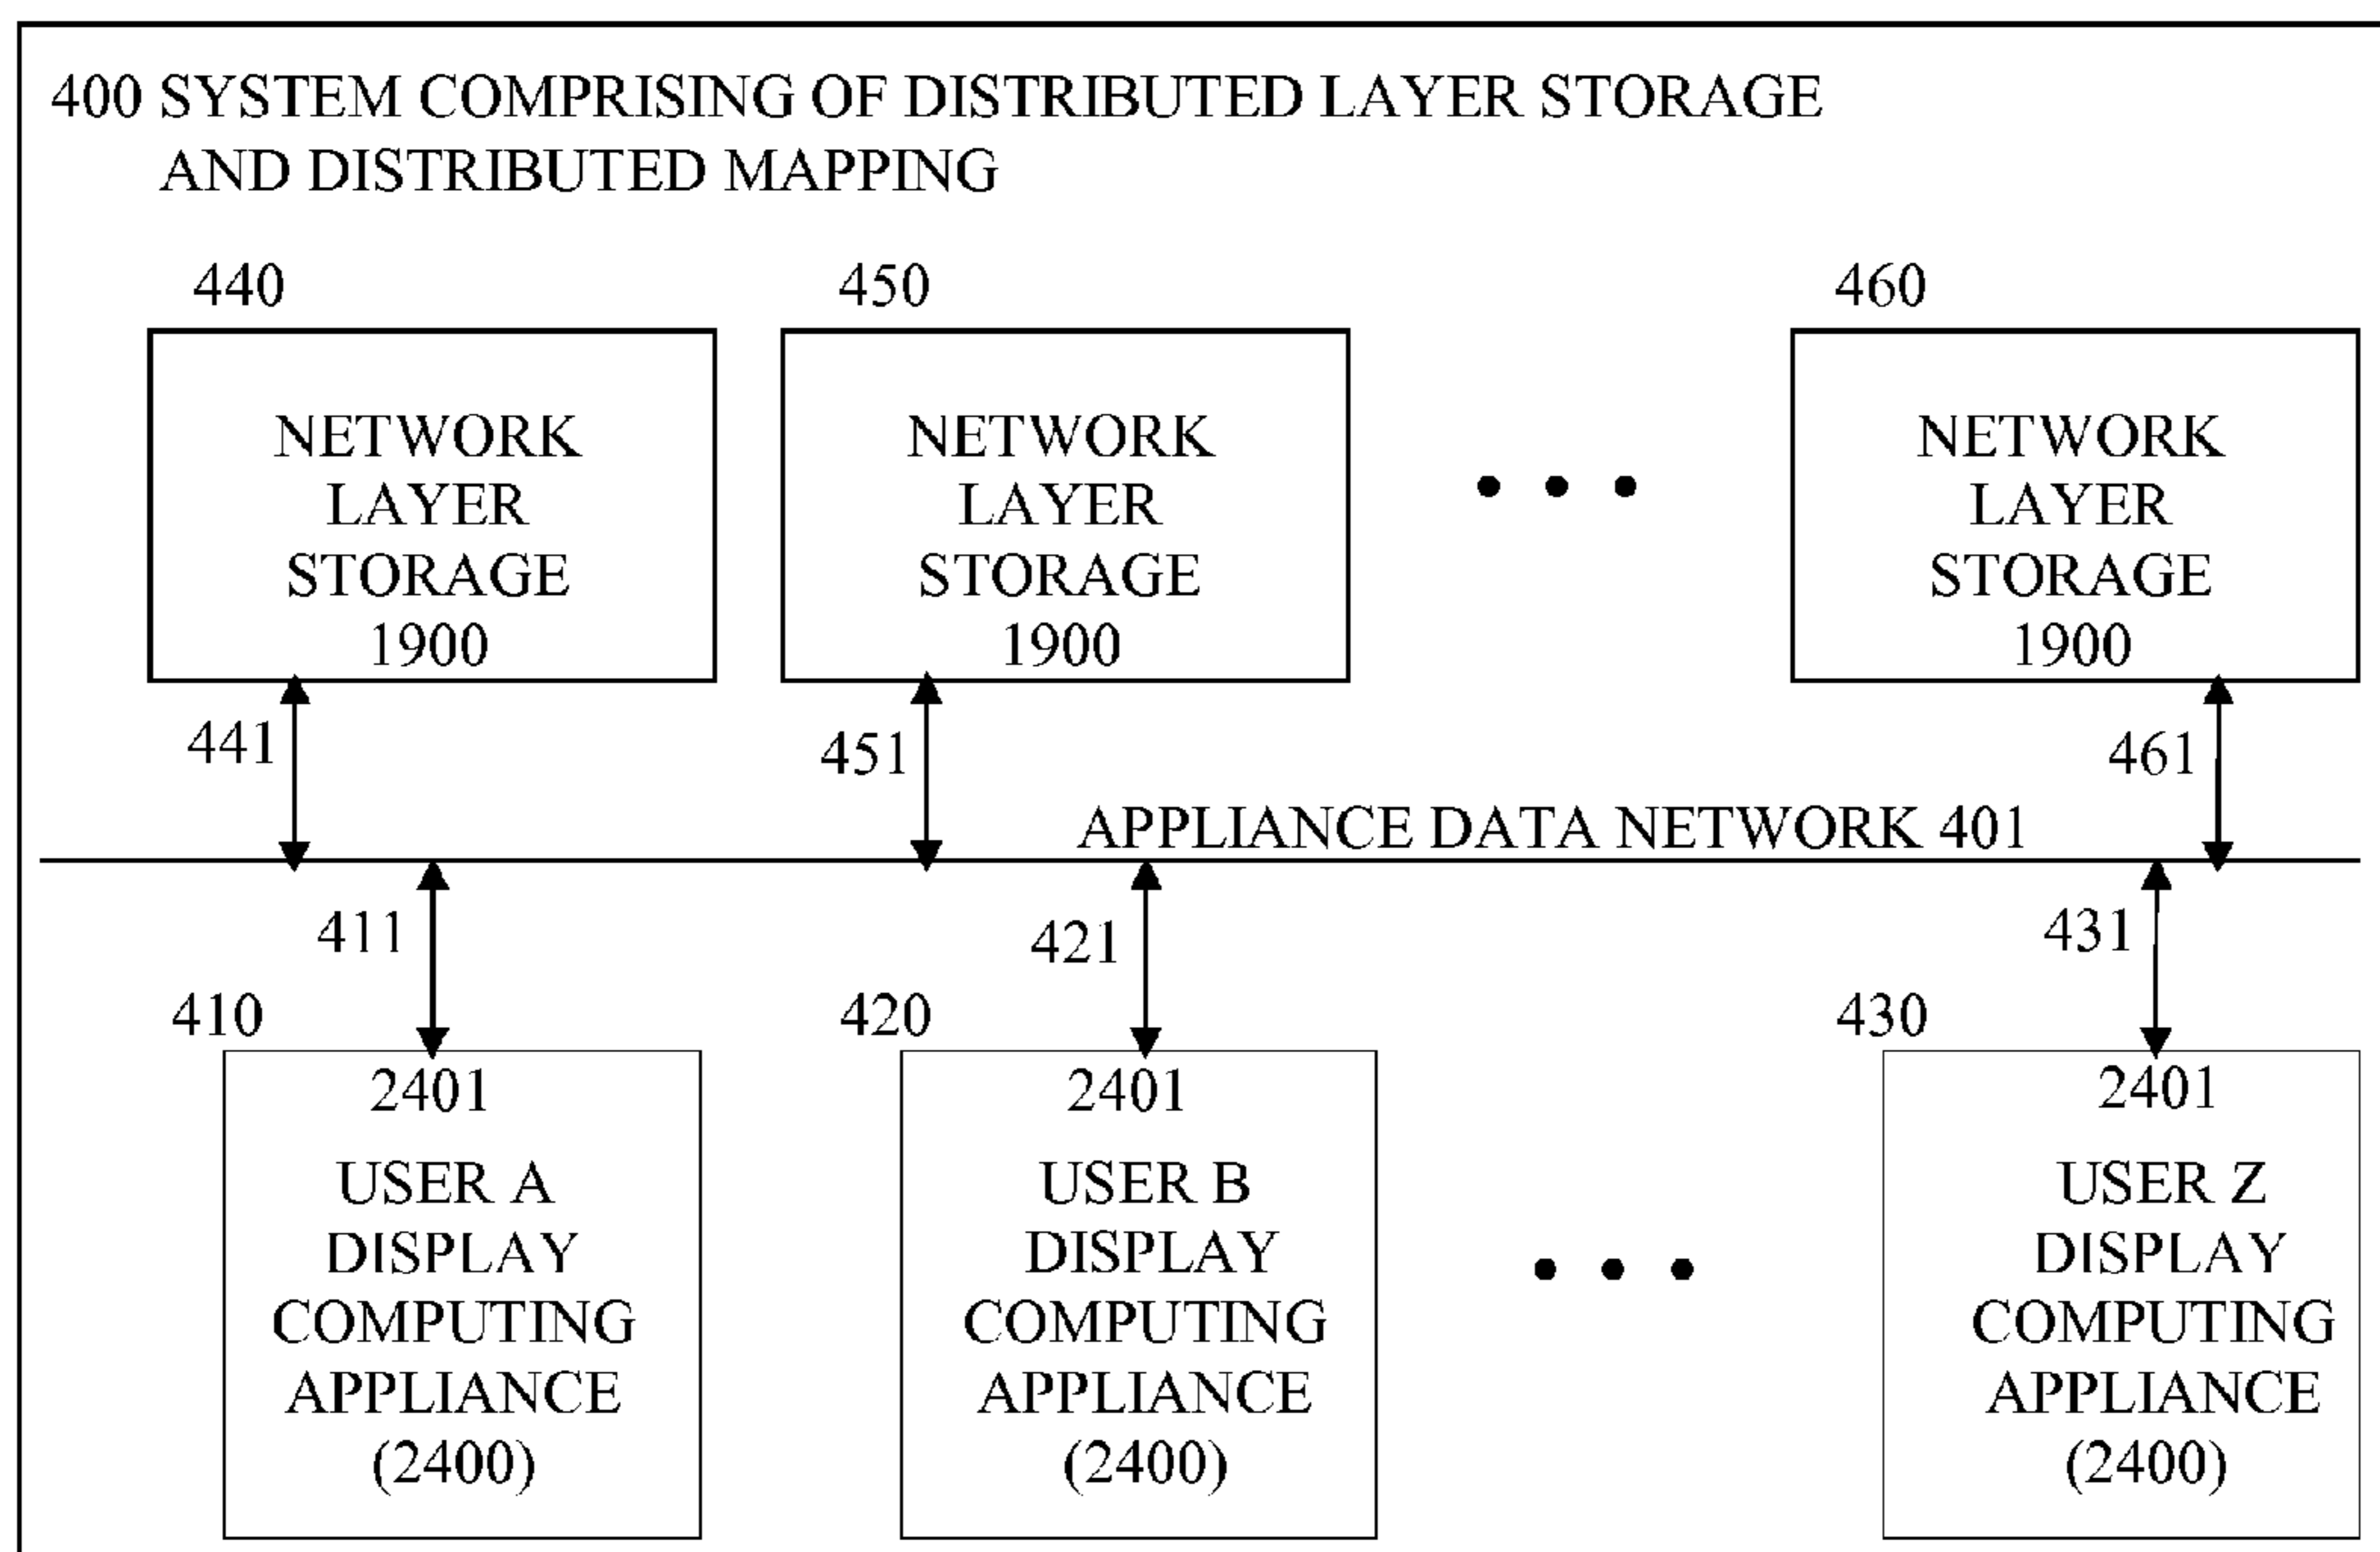 400 SYSTEM COMPRISING OF DISTRIBUTED LAYER STORAGE
AND DISTRIBUTED MAPPING
440
450
460
NETWORK
LAYER
STORAGE
1900
NETWORK
LAYER
STORAGE
1900
NETWORK
LAYER
STORAGE
1900
441
451
461
APPLIANCE DATA NETWORK 401
411
421
431
410
420
430
2401
USER A
DISPLAY
COMPUTING
APPLIANCE
(2400)
2401
USER B
DISPLAY
COMPUTING
APPLIANCE
(2400)
2401
USER Z
DISPLAY
COMPUTING
APPLIANCE
(2400)